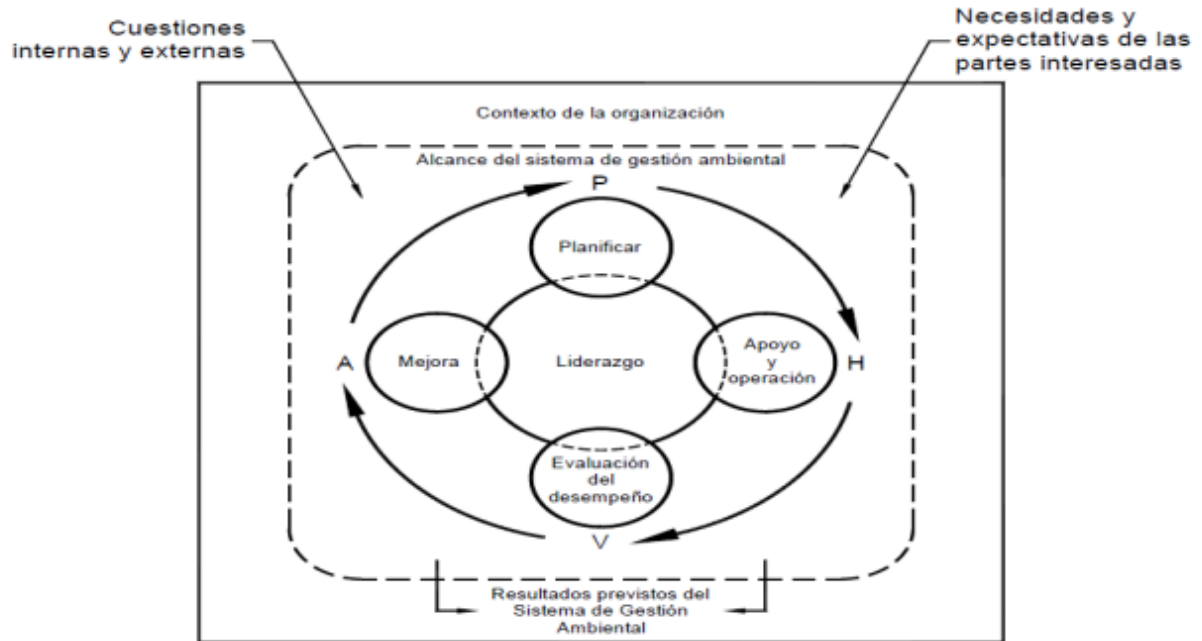 Cuestiones
internas y externas
Necesidades y
expectativas de las
partes interesadas
Contexto de la organización
Alcance del sistema de gestión ambiental
P
Planificar
A
Mejora
Liderazgo
Apoyo
y
operación
H
Evaluación
del
desempeño
V
Resultados previstos del
Sistema de Gestión
Ambiental